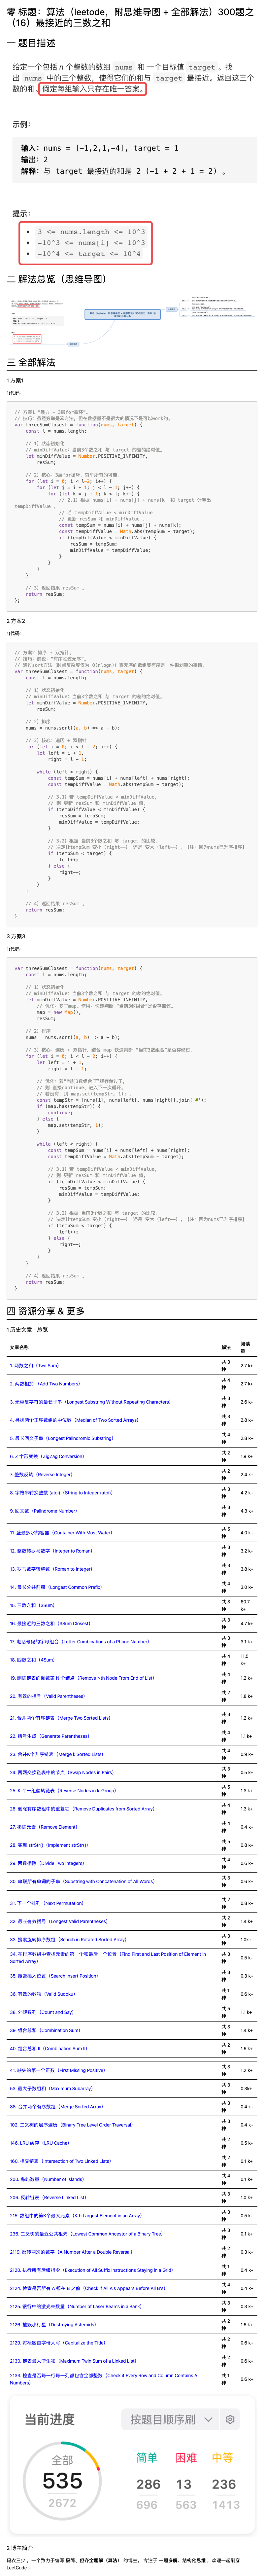 零 标题：算法（leetode，附思维导图 + 全部解法）300题之
（16）最接近的三数之和
一 题目描述
给定一个包括 n 个整数的数组 nums 和 一个目标值 target 。找
出 nums 中的三个整数，使得它们的和与 target 最接近。返回这三个
数的和。假定每组输入只存在唯一答案。
示例：
输入：nums = [-1,2,1,-4], target = 1
输出：2
解释：与 target 最接近的和是 2 (-1 + 2 + 1 = 2) 。
提示：
3 <= nums.length <= 10^3
-10^3 <= nums[i] <= 10^3
-10^4 <= target <= 10^4
二 解法总览（思维导图）
三 全部解法
1 方案1
1)代码：
// 方案1 "暴力 - 3层for循环"。
var threeSumClosest = function(nums, target) {
const l = nums.length;
// 1）状态初始化
// minDiffValue: 当前3个数之和 与 target 的差的绝对值。
let minDiffValue = Number.POSITIVE_INFINITY,
resSum;
// 2）核心：3层for循环，穷举所有的可能。
for (let i = 0; i < l-2; i++) {
for (let j = i + 1; j < l - 1; j++) {
for (let k = j + 1; k < l; k++) {
// 2.1）根据 nums[i] + nums[j] + nums[k] 和 target 计算出
tempDiffValue ，
// 若 tempDiffValue < minDiffValue
// 更新 resSum 和 minDiffValue 。
const tempSum = nums[i] + nums[j] + nums[k];
const tempDiffValue = Math.abs(tempSum - target);
if (tempDiffValue < minDiffValue) {
resSum = tempSum;
minDiffValue = tempDiffValue;
}
}
}
}
// 3）返回结果 resSum 。
return resSum;
};
2 方案2
1)代码：
// 方案2 排序 + 双指针。
// 技巧：俗话："有序胜过无序"。
var threeSumClosest = function(nums, target) {
const l = nums.length;
// 1）状态初始化
// minDiffValue: 当前3个数之和 与 target 的差的绝对值。
let minDiffValue = Number.POSITIVE_INFINITY,
resSum;
// 2）排序
nums = nums.sort((a, b) => a - b);
// 3）核心：遍历 + 双指针
for (let i = 0; i < l - 2; i++) {
let left = i + 1,
right = l - 1;
while (left < right) {
const tempSum = nums[i] + nums[left] + nums[right];
const tempDiffValue = Math.abs(tempSum - target);
// 3.1）若 tempDiffValue < minDiffValue，
// 则 更新 resSum 和 minDiffValue 值。
if (tempDiffValue < minDiffValue) {
resSum = tempSum;
minDiffValue = tempDiffValue;
}
// 3.2）根据 当前3个数之和 与 target 的比较，
// 决定让tempSum 变小（right--） 还是 变大（left++）。【注：因为nums已升序排序】
if (tempSum < target) {
left++;
} else {
right--;
}
}
}
// 4）返回结果 resSum 。
return resSum;
}
3 方案3
1)代码：
var threeSumClosest = function(nums, target) {
const l = nums.length;
// 1）状态初始化
// minDiffValue: 当前3个数之和 与 target 的差的绝对值。
let minDiffValue = Number.POSITIVE_INFINITY,
// 优化：多了map。作用：快速判断 "当前3数组合"是否存储过。
map = new Map(),
resSum;
// 2）排序
nums = nums.sort((a, b) => a - b);
// 3）核心：遍历 + 双指针，结合 map 快速判断 "当前3数组合"是否存储过。
for (let i = 0; i < l - 2; i++) {
let left = i + 1,
right = l - 1;
// 优化：若"当前3数组合"已经存储过了，
// 则 直接continue，进入下一次循环。
// 若没有，则 map.set(tempStr, 1); 。
const tempStr = [nums[i], nums[left], nums[right]].join('#');
if (map.has(tempStr)) {
continue;
} else {
map.set(tempStr, 1);
}
while (left < right) {
const tempSum = nums[i] + nums[left] + nums[right];
const tempDiffValue = Math.abs(tempSum - target);
// 3.1）若 tempDiffValue < minDiffValue，
// 则 更新 resSum 和 minDiffValue 值。
if (tempDiffValue < minDiffValue) {
resSum = tempSum;
minDiffValue = tempDiffValue;
}
// 3.2）根据 当前3个数之和 与 target 的比较，
// 决定让tempSum 变小（right--） 还是 变大（left++）。【注：因为nums已升序排序】
if (tempSum < target) {
left++;
} else {
right--;
}
}
}
// 4）返回结果 resSum 。
return resSum;
}
四 资源分享 & 更多
1 历史文章 - 总览
文章名称 解法 阅读量
1. 两数之和（Two Sum） 共 3 种 2.7 k+
2. 两数相加 （Add Two Numbers） 共 4 种 2.7 k+
3. 无重复字符的最长子串（Longest Substring Without Repeating Characters） 共 3 种 2.6 k+
4. 寻找两个正序数组的中位数（Median of Two Sorted Arrays） 共 3 种 2.8 k+
5. 最长回文子串（Longest Palindromic Substring） 共 4 种 2.8 k+
6. Z 字形变换（ZigZag Conversion） 共 2 种 1.9 k+
7. 整数反转（Reverse Integer） 共 2 种 2.4 k+
8. 字符串转换整数 (atoi)（String to Integer (atoi)） 共 3 种 4.2 k+
9. 回文数（Palindrome Number） 共 3 种 4.3 k+
11. 盛最多水的容器（Container With Most Water） 共 5 种 4.0 k+
12. 整数转罗马数字（Integer to Roman） 共 3 种 3.2 k+
13. 罗马数字转整数（Roman to Integer） 共 3 种 3.8 k+
14. 最长公共前缀（Longest Common Prefix） 共 4 种 3.0 k+
15. 三数之和（3Sum） 共 3 种 60.7 k+
16. 最接近的三数之和（3Sum Closest） 共 3 种 4.7 k+
17. 电话号码的字母组合（Letter Combinations of a Phone Number） 共 3 种 3.1 k+
18. 四数之和（4Sum） 共 4 种 11.5 k+
19. 删除链表的倒数第 N 个结点（Remove Nth Node From End of List） 共 4 种 1.2 k+
20. 有效的括号（Valid Parentheses） 共 2 种 1.8 k+
21. 合并两个有序链表（Merge Two Sorted Lists） 共 3 种 1.2 k+
22. 括号生成（Generate Parentheses） 共 4 种 1.1 k+
23. 合并K个升序链表（Merge k Sorted Lists） 共 4 种 0.9 k+
24. 两两交换链表中的节点（Swap Nodes in Pairs） 共 3 种 0.5 k+
25. K 个一组翻转链表（Reverse Nodes in k-Group） 共 5 种 1.3 k+
26. 删除有序数组中的重复项（Remove Duplicates from Sorted Array） 共 4 种 1.3 k+
27. 移除元素（Remove Element） 共 4 种 0.4 k+
28. 实现 strStr()（Implement strStr()） 共 5 种 0.8 k+
29. 两数相除（Divide Two Integers） 共 4 种 0.6 k+
30. 串联所有单词的子串（Substring with Concatenation of All Words） 共 3 种 0.6 k+
31. 下一个排列（Next Permutation） 共 2 种 0.8 k+
32. 最长有效括号（Longest Valid Parentheses） 共 2 种 1.4 k+
33. 搜索旋转排序数组（Search in Rotated Sorted Array） 共 3 种 1.0k+
34. 在排序数组中查找元素的第一个和最后一个位置（Find First and Last Position of Element in
Sorted Array） 共 3 种 0.5 k+
35. 搜索插入位置（Search Insert Position） 共 3 种 0.3 k+
36. 有效的数独（Valid Sudoku） 共 1 种 0.6 k+
38. 外观数列（Count and Say） 共 5 种 1.1 k+
39. 组合总和（Combination Sum） 共 3 种 1.4 k+
40. 组合总和 II（Combination Sum II） 共 2 种 1.6 k+
41. 缺失的第一个正数（First Missing Positive） 共 3 种 1.2 k+
53. 最大子数组和（Maximum Subarray） 共 3 种 0.3k+
88. 合并两个有序数组（Merge Sorted Array） 共 3 种 0.4 k+
102. 二叉树的层序遍历（Binary Tree Level Order Traversal） 共 3 种 0.4 k+
146. LRU 缓存（LRU Cache） 共 2 种 0.5 k+
160. 相交链表（Intersection of Two Linked Lists） 共 2 种 0.1 k+
200. 岛屿数量（Number of Islands） 共 4 种 0.1 k+
206. 反转链表（Reverse Linked List） 共 3 种 1.0 k+
215. 数组中的第K个最大元素（Kth Largest Element in an Array） 共 3 种 0.6 k+
236. 二叉树的最近公共祖先（Lowest Common Ancestor of a Binary Tree） 共 3 种 0.1 k+
2119. 反转两次的数字（A Number After a Double Reversal） 共 2 种 0.3 k+
2120. 执行所有后缀指令（Execution of All Suffix Instructions Staying in a Grid） 共 1 种 0.4 k+
2124. 检查是否所有 A 都在 B 之前（Check if All A's Appears Before All B's） 共 4 种 0.4 k+
2125. 银行中的激光束数量（Number of Laser Beams in a Bank） 共 3 种 0.3 k+
2126. 摧毁小行星（Destroying Asteroids） 共 2 种 1.6 k+
2129. 将标题首字母大写（Capitalize the Title） 共 2 种 0.6 k+
2130. 链表最大孪生和（Maximum Twin Sum of a Linked List） 共 2 种 0.6 k+
2133. 检查是否每一行每一列都包含全部整数（Check if Every Row and Column Contains All
Numbers） 共 1 种 0.6 k+
当前进度 按题目顺序刷
全部 简单 困难 中等
535 286 13 236
2672 696 563 1413
2 博主简介
码农三少 ，一个致力于编写 极简、但齐全题解（算法） 的博主。专注于 一题多解、结构化思维 ，欢迎一起刷穿
LeetCode ~